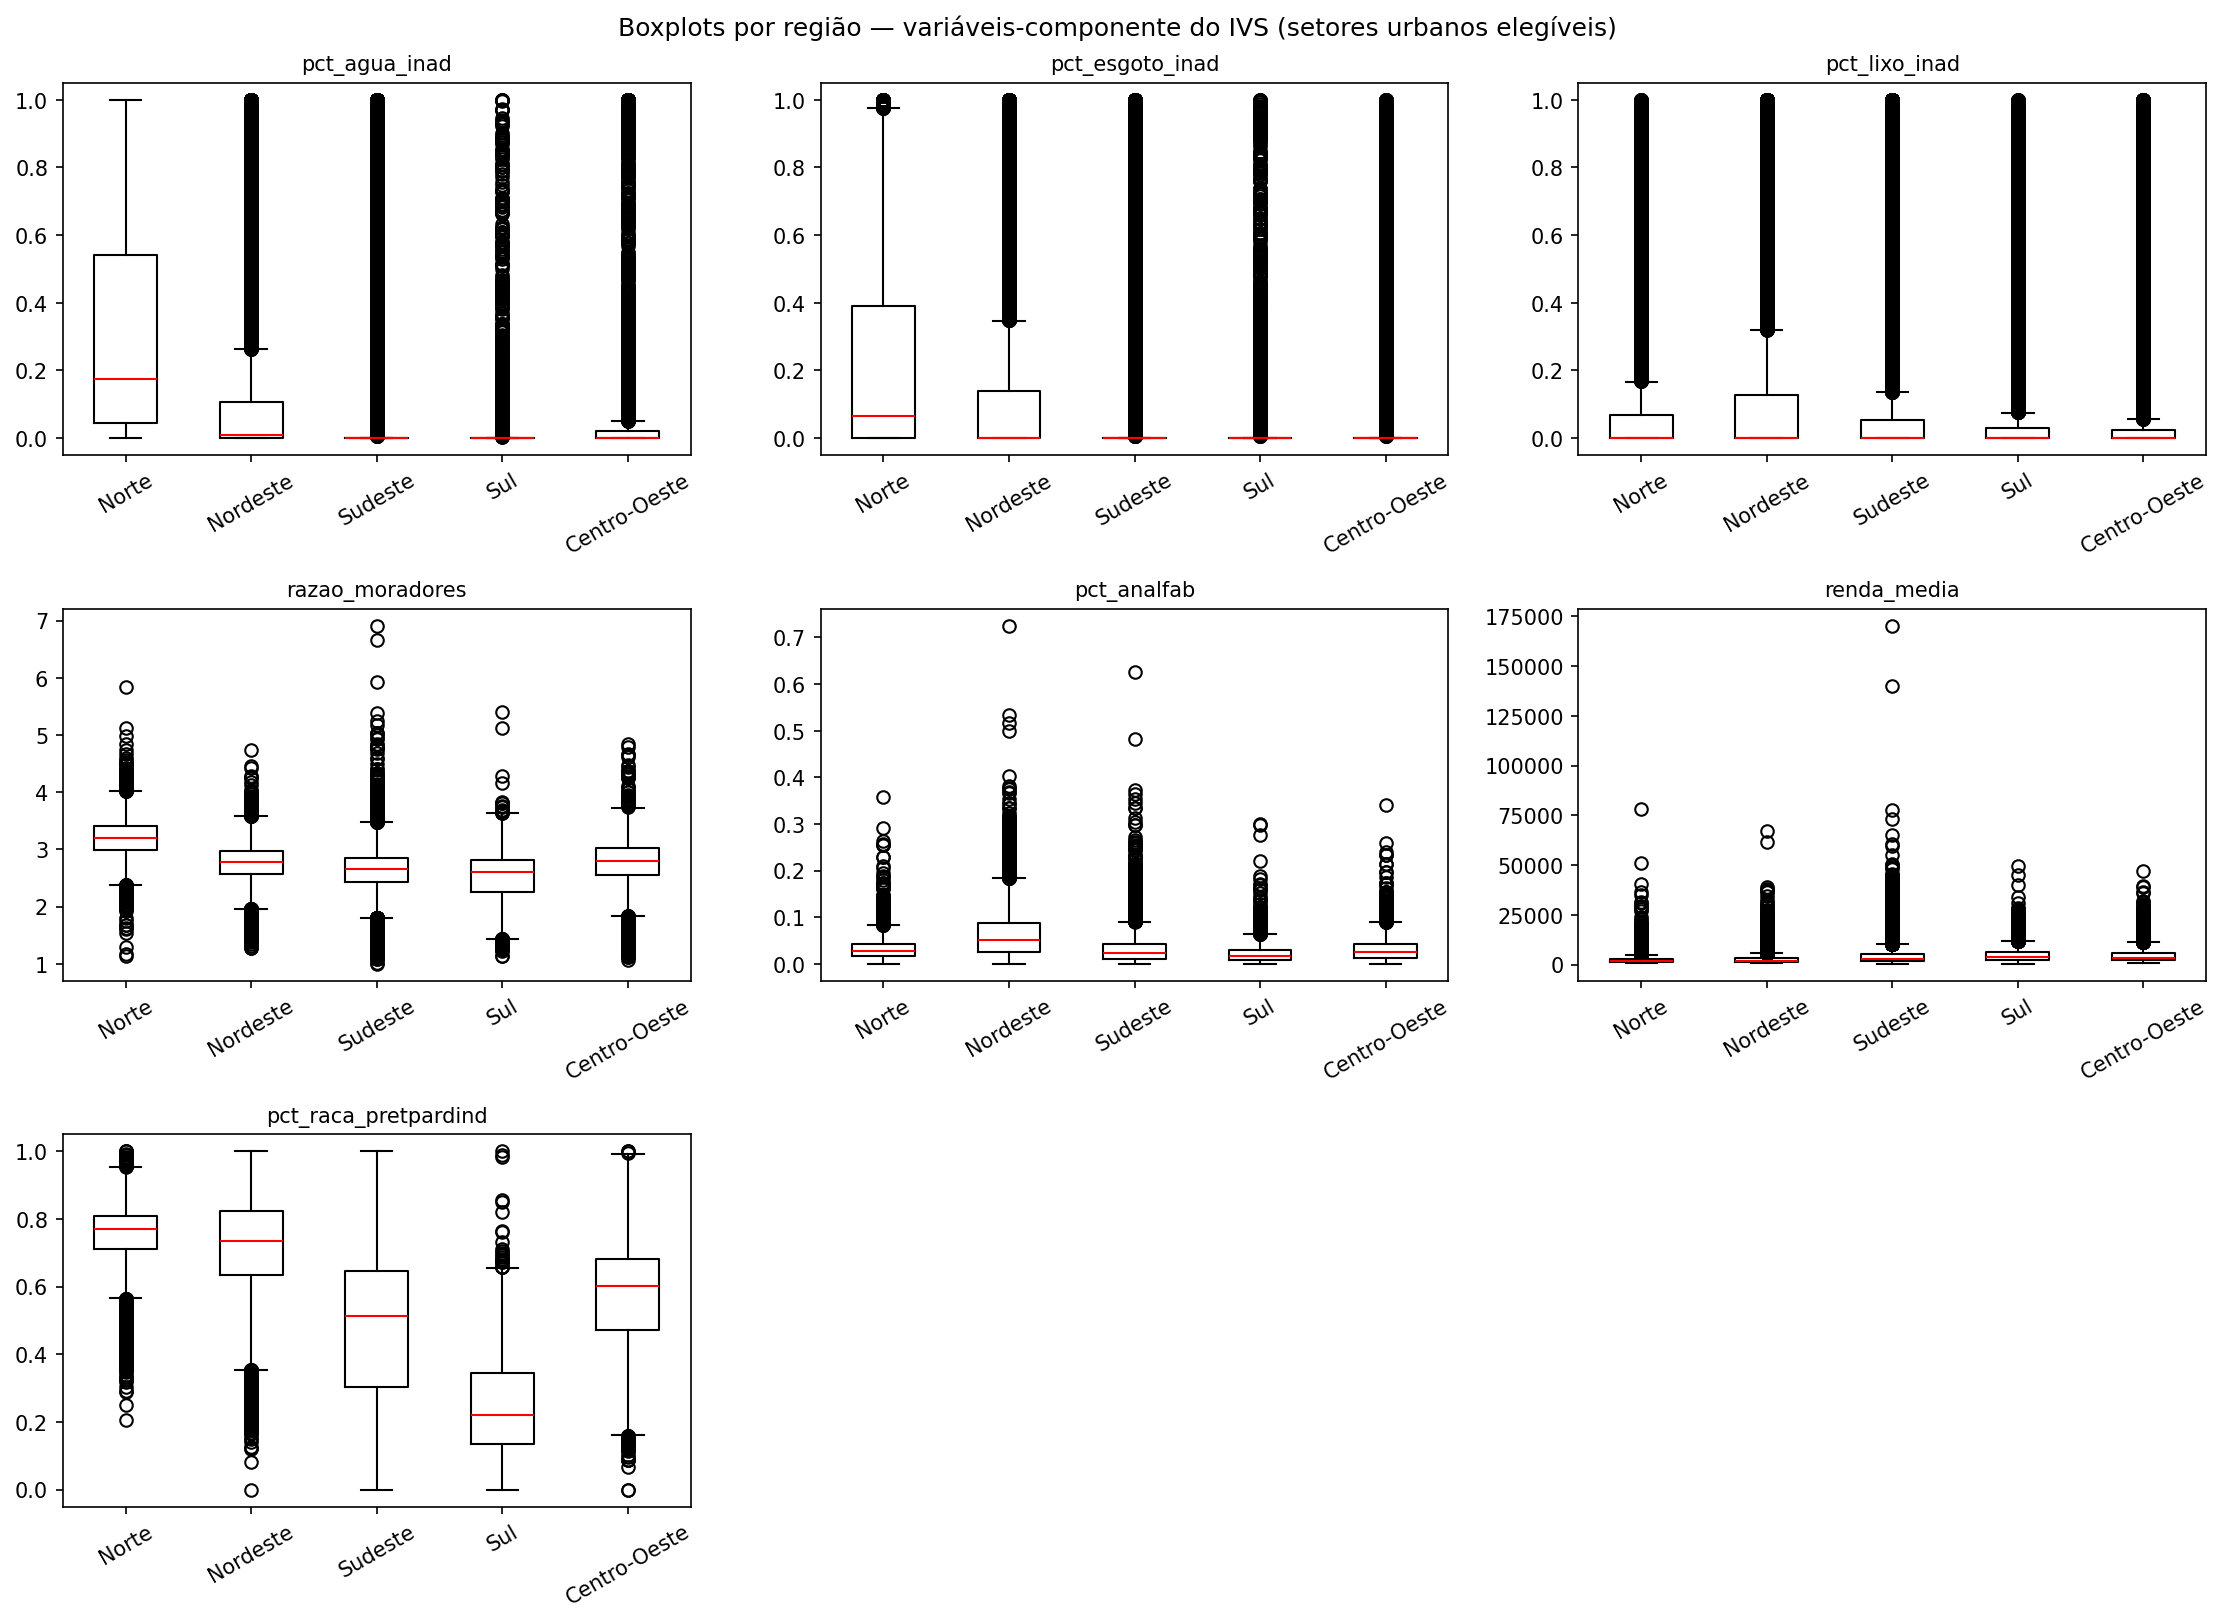 Boxplots por região — variáveis-componente do IVS (setores urbanos elegíveis)
pct_agua_inad
1.0
0.8
0.6
0.4
0.2
0.0
Norte
Nordeste
Sudeste
Sul
Centro-Oeste
pct_esgoto_inad
1.0
0.8
0.6
0.4
0.2
0.0
Norte
Nordeste
Sudeste
Sul
Centro-Oeste
pct_lixo_inad
1.0
0.8
0.6
0.4
0.2
0.0
Norte
Nordeste
Sudeste
Sul
Centro-Oeste
razao_moradores
7
6
5
4
3
2
1
Norte
Nordeste
Sudeste
Sul
Centro-Oeste
pct_analfab
0.7
0.6
0.5
0.4
0.3
0.2
0.1
0.0
Norte
Nordeste
Sudeste
Sul
Centro-Oeste
renda_media
175000
150000
125000
100000
75000
50000
25000
0
Norte
Nordeste
Sudeste
Sul
Centro-Oeste
pct_raca_pretpardind
1.0
0.8
0.6
0.4
0.2
0.0
Norte
Nordeste
Sudeste
Sul
Centro-Oeste